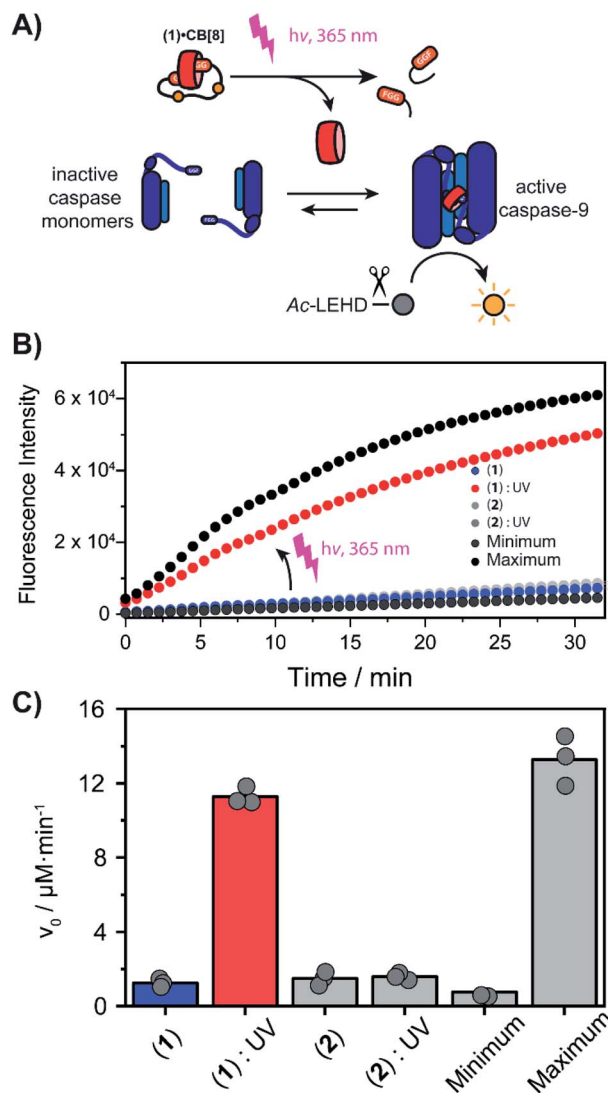 A)
(1)•CB[8]
hν, 365 nm
GG
GGF
FGG
inactive
caspase
monomers
GGF
FGG
active
caspase-9
Ac-LEHD
B)
Fluorescence Intensity
6 x 10⁴
4 x 10⁴
2 x 10⁴
0
(1)
(1) : UV
(2)
(2) : UV
Minimum
Maximum
hν, 365 nm
0 5 10 15 20 25 30
Time / min
C)
v₀ / µM·min⁻¹
16
12
8
4
0
(1) (1) : UV (2) (2) : UV Minimum Maximum